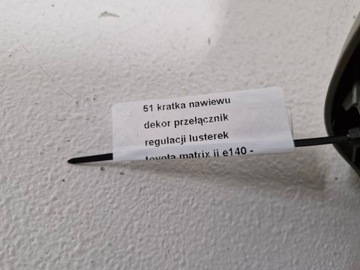 51 kratka nawiewu
dekor przełącznik
regulacji lusterek
toyota matrix ii e140 -